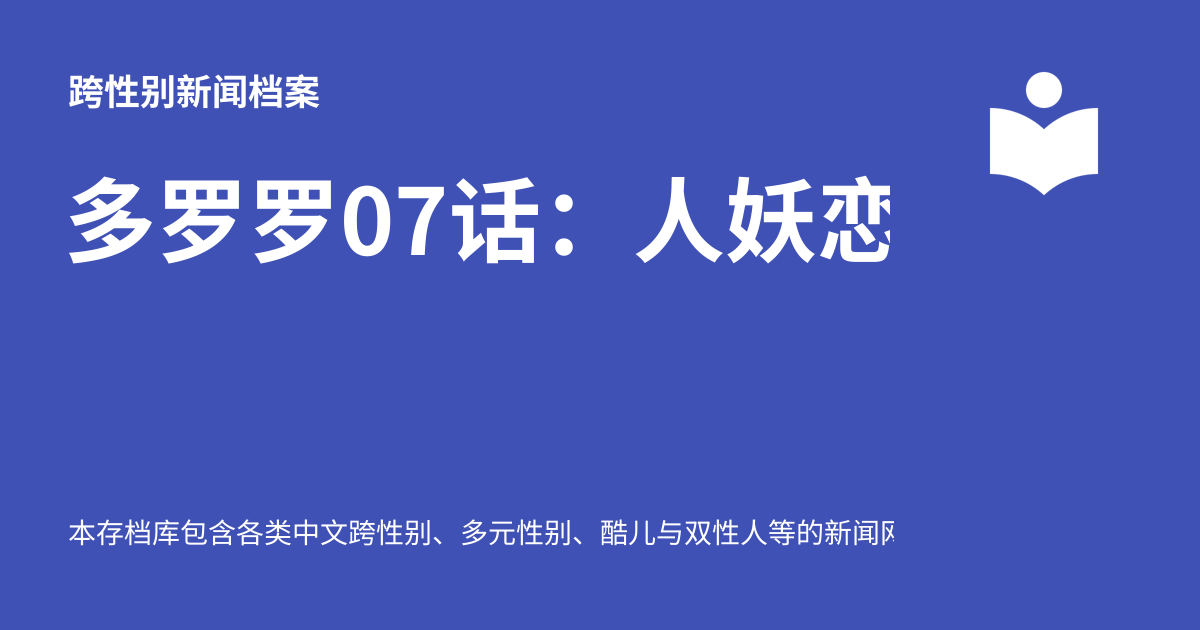 跨性别新闻档案
多罗罗07话：人妖恋
本存档库包含各类中文跨性别、多元性别、酷儿与双性人等的新闻网